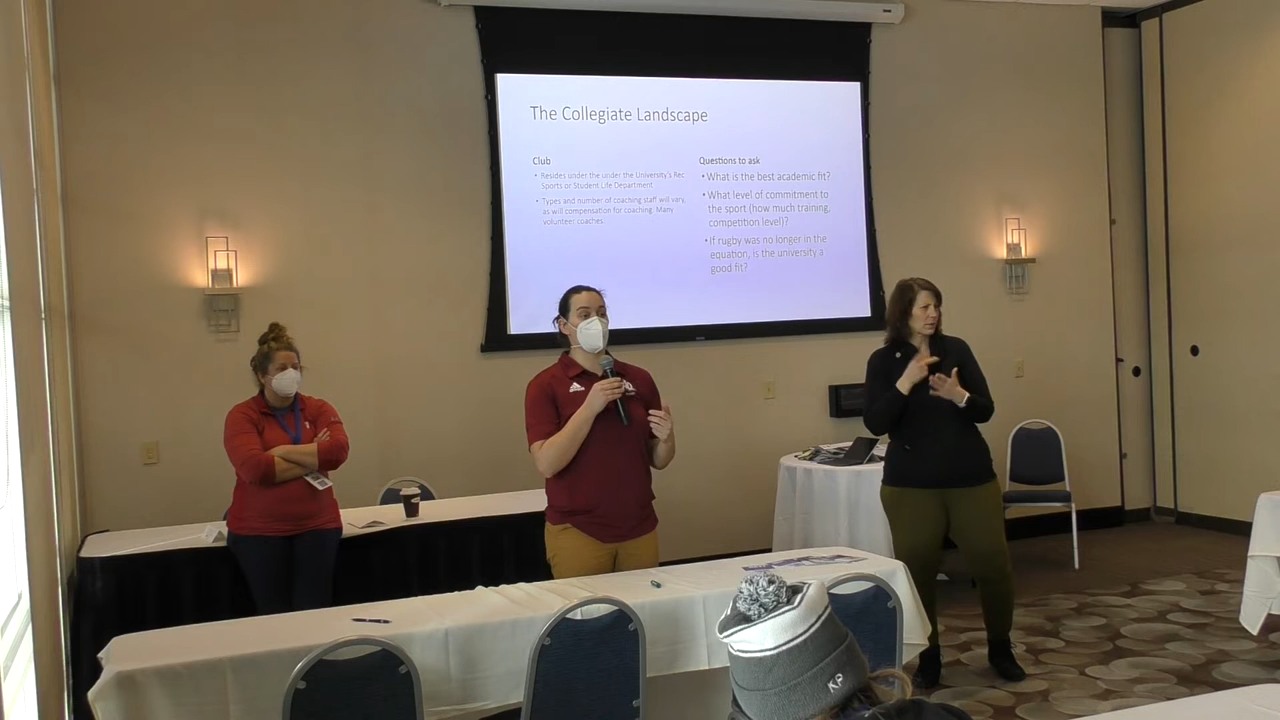 The Collegiate Landscape
Club
• Resides under the under the University's Rec
Sports or Student Life Department
• Types and number of coaching staff will vary,
as will compensation for coaching. Many
volunteer coaches.
Questions to ask
• What is the best academic fit?
• What level of commitment to
the sport (how much training,
competition level)?
• If rugby was no longer in the
equation, is the university a
good fit?
KP